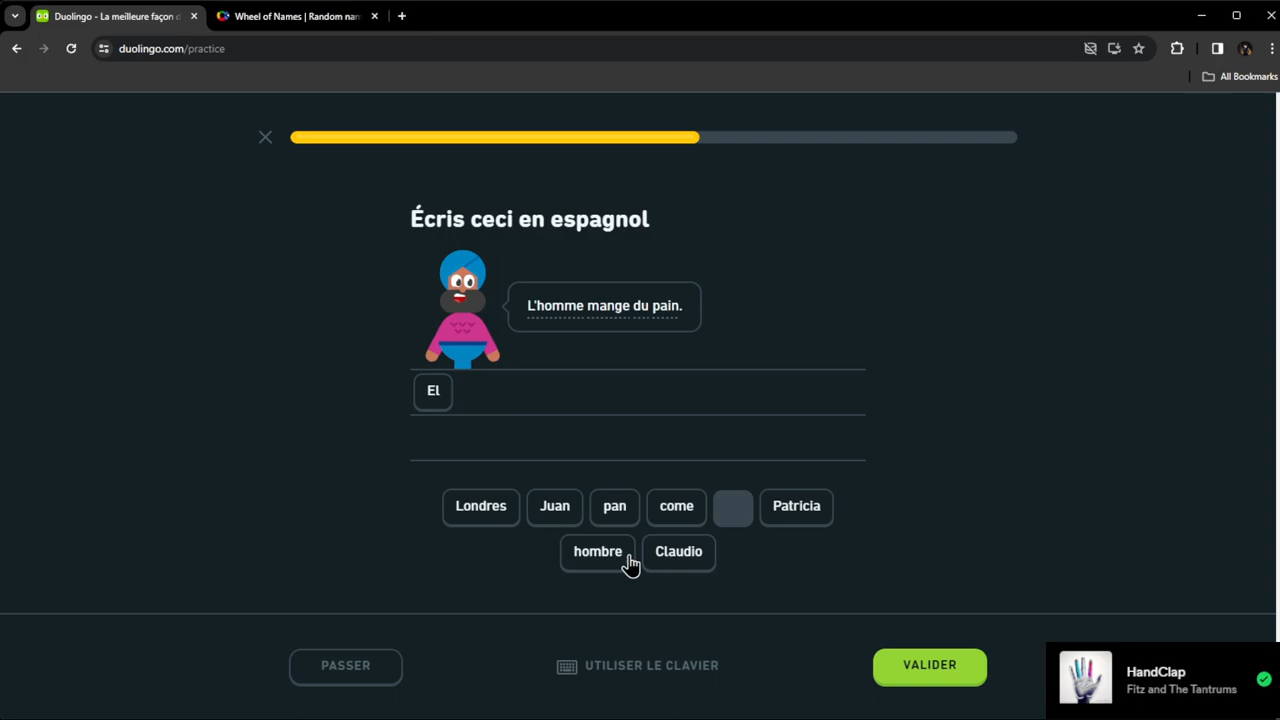 Duolingo - La meilleure façon d
Wheel of Names | Random nam
duolingo.com/practice
All Bookmarks
Écris ceci en espagnol
L'homme mange du pain.
El
Londres Juan pan come Patricia
hombre Claudio
PASSER UTILISER LE CLAVIER VALIDER
HandClap
Fitz and The Tantrums